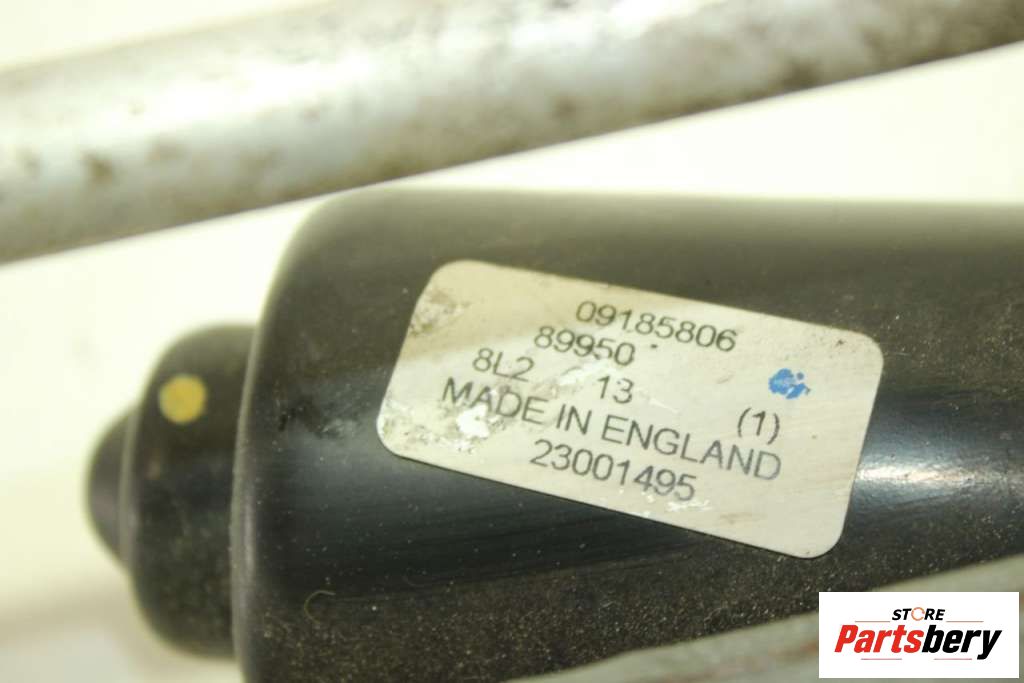 09185806
89950
8L2 13 (1)
MADE IN ENGLAND
23001495
STORE
Partsbery